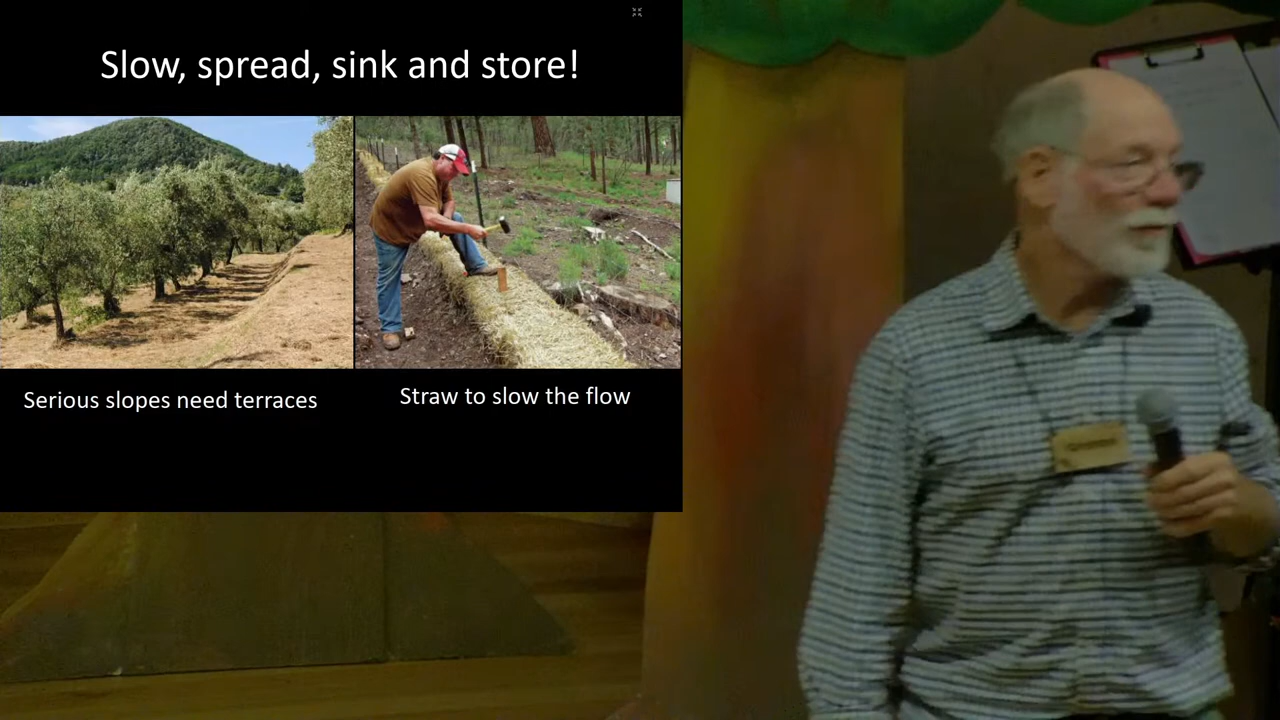 Slow, spread, sink and store!
Serious slopes need terraces
Straw to slow the flow